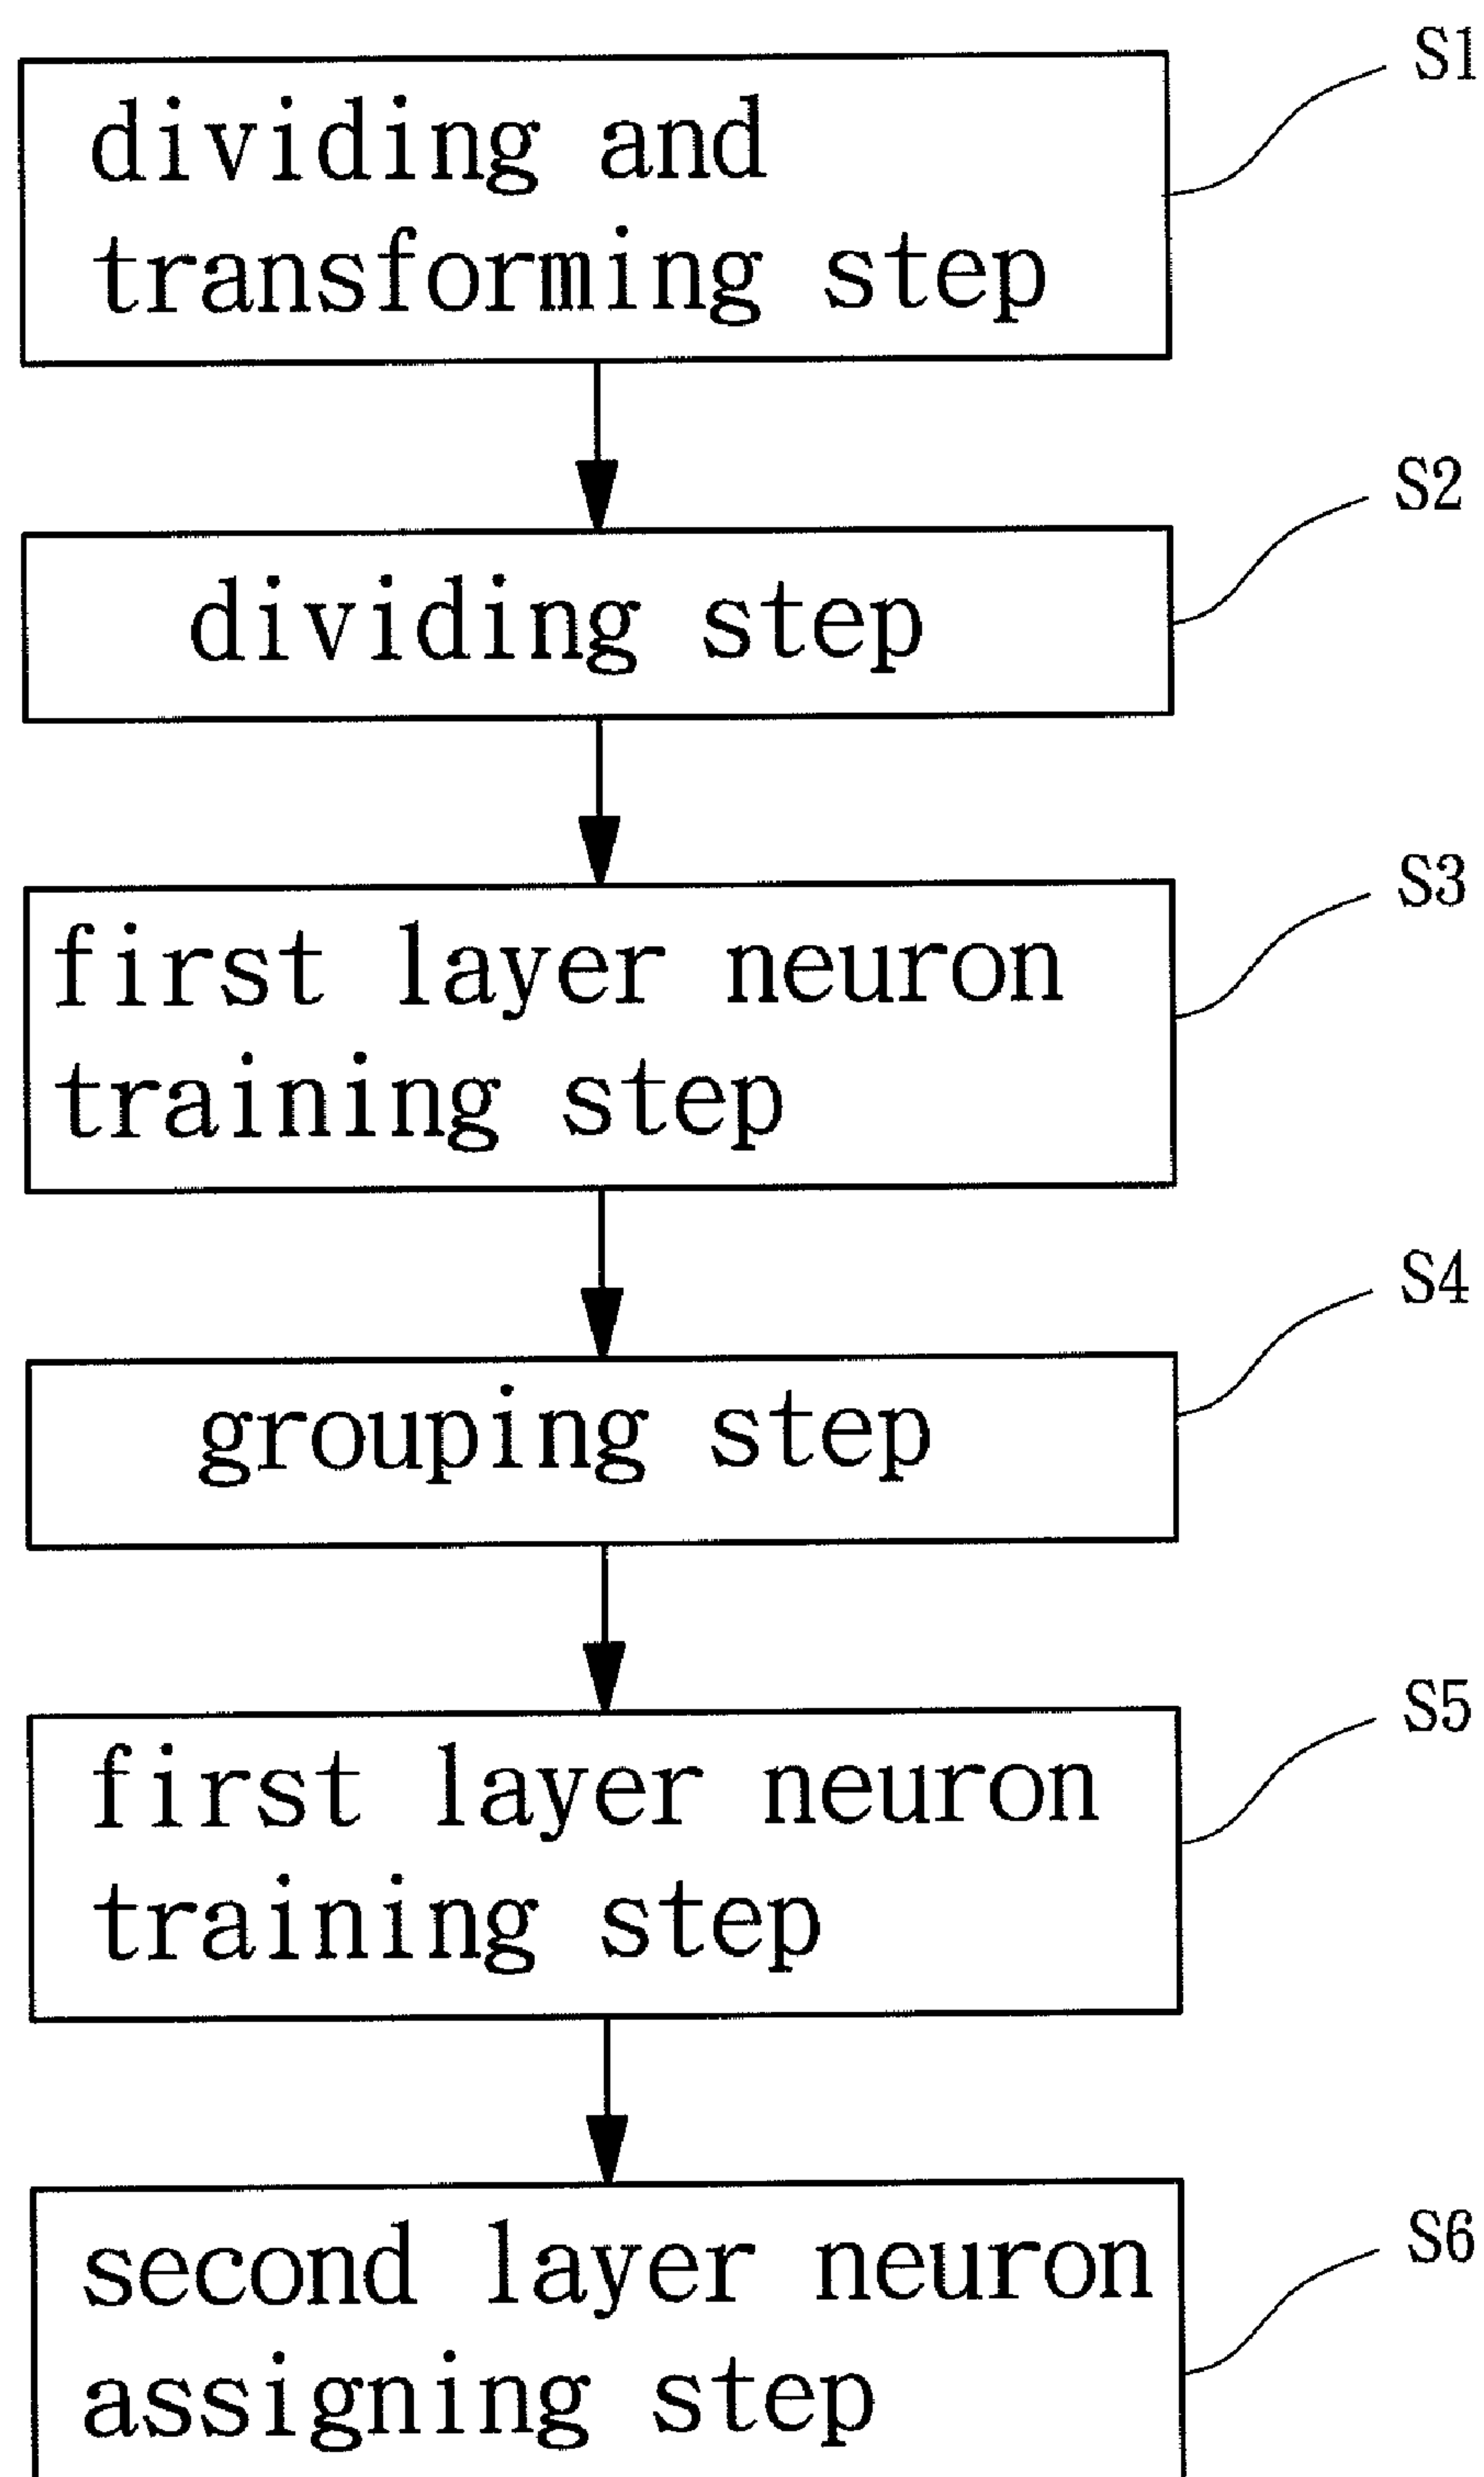 S1
dividing and
transforming step
S2
dividing step
S3
first layer neuron
training step
S4
grouping step
S5
first layer neuron
training step
S6
second layer neuron
assigning step